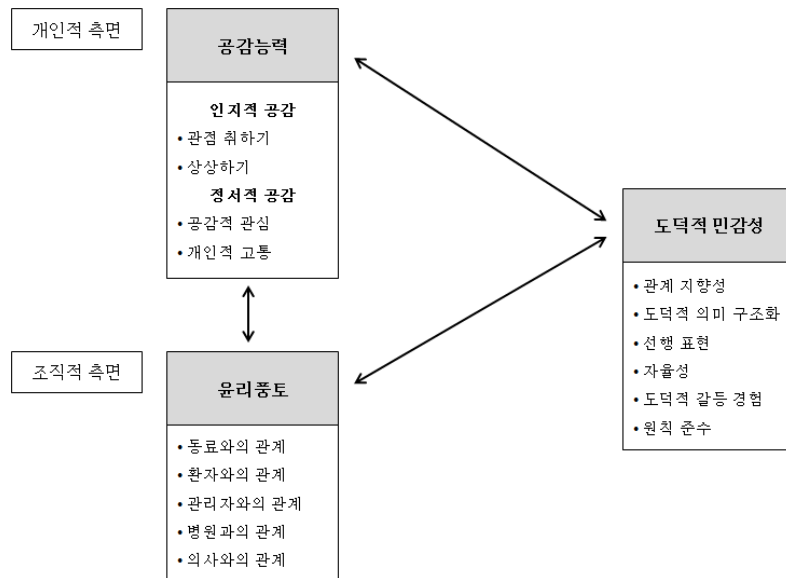 개인적 측면
공감능력
인지적 공감
• 관점 취하기
• 상상하기
정서적 공감
• 공감적 관심
• 개인적 고통
도덕적 민감성
• 관계 지향성
• 도덕적 의미 구조화
• 선행 표현
• 자율성
• 도덕적 갈등 경험
• 원칙 준수
조직적 측면
윤리풍토
• 동료와의 관계
• 환자와의 관계
• 관리자와의 관계
• 병원과의 관계
• 의사와의 관계